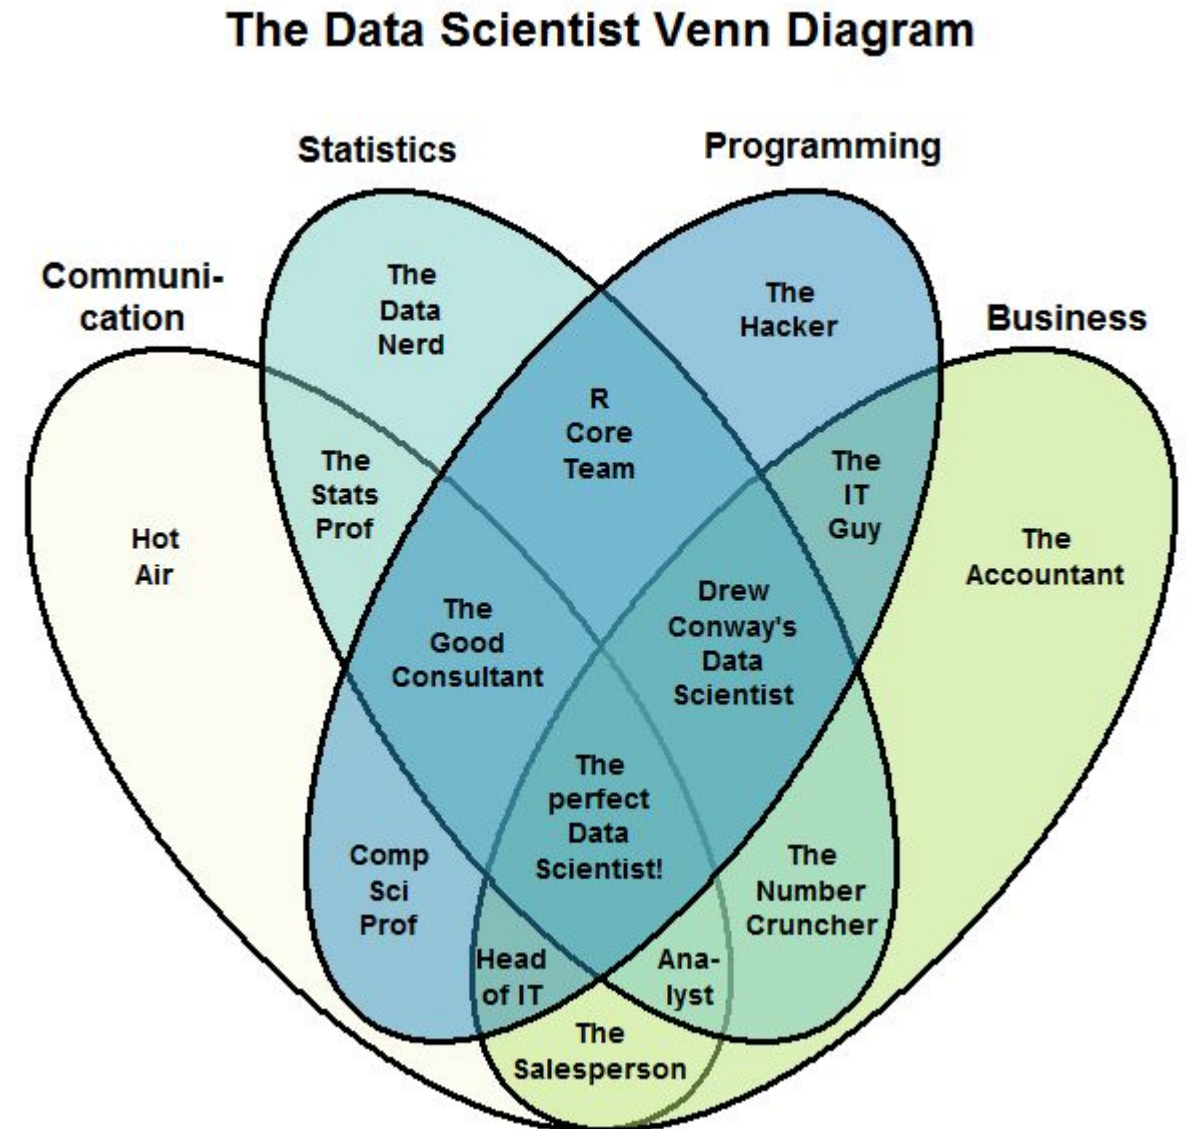 The Data Scientist Venn Diagram
Statistics
Programming
Communi-
cation
Business
The
Data
Nerd
The
Hacker
R
Core
Team
The
Stats
Prof
The
IT
Guy
Hot
Air
The
Accountant
The
Good
Consultant
Drew
Conway's
Data
Scientist
The
perfect
Data
Scientist!
Comp
Sci
Prof
The
Number
Cruncher
Head
of IT
Ana-
lyst
The
Salesperson